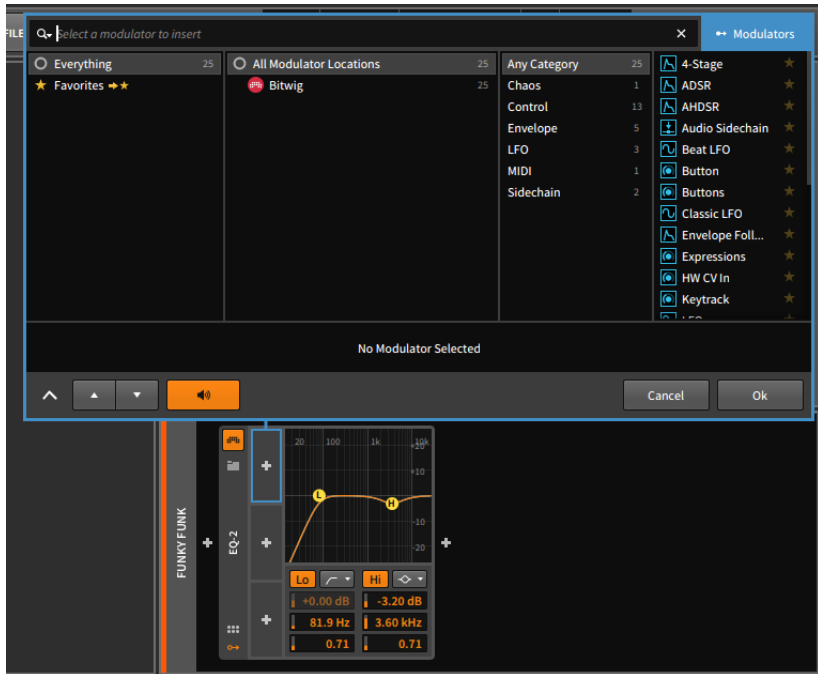 FILE
Select a modulator to insert
Modulators
Everything 25
Favorites
All Modulator Locations 25
Bitwig 25
Any Category 25
Chaos 1
Control 13
Envelope 5
LFO 3
MIDI 1
Sidechain 2
4-Stage
ADSR
AHDSR
Audio Sidechain
Beat LFO
Button
Buttons
Classic LFO
Envelope Foll...
Expressions
HW CV In
Keytrack
LFO
No Modulator Selected
Cancel
Ok
FUNKY FUNK
EQ-2
20 100 1k 10k
+20
+10
-10
-20
L
H
Lo
Hi
+0.00 dB
-3.20 dB
81.9 Hz
3.60 kHz
0.71
0.71